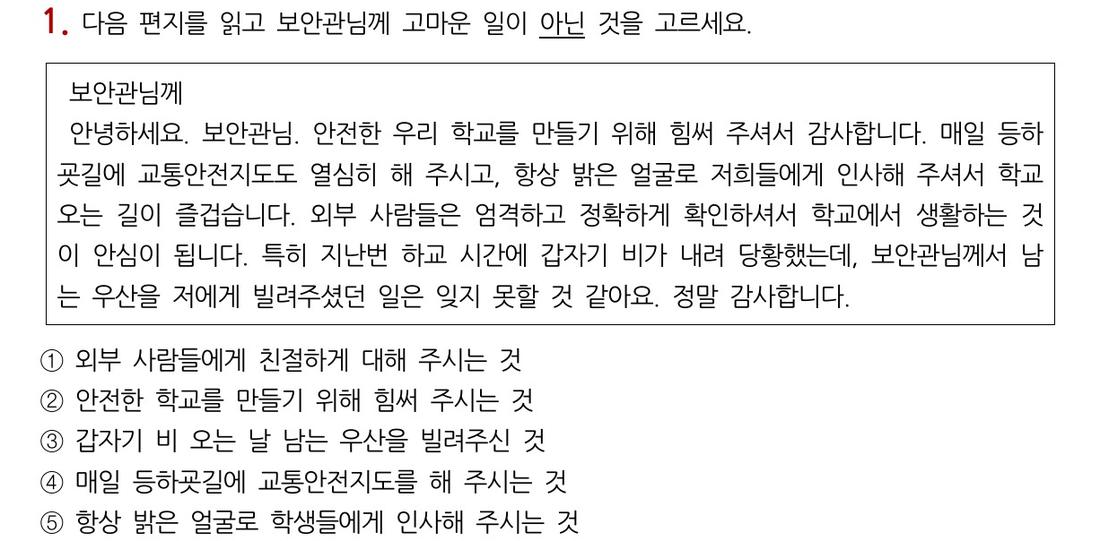 1. 다음 편지를 읽고 보안관님께 고마운 일이 아닌 것을 고르세요.
보안관님께
안녕하세요. 보안관님. 안전한 우리 학교를 만들기 위해 힘써 주셔서 감사합니다. 매일 등하
굣길에 교통안전지도도 열심히 해 주시고, 항상 밝은 얼굴로 저희들에게 인사해 주셔서 학교
오는 길이 즐겁습니다. 외부 사람들은 엄격하고 정확하게 확인하셔서 학교에서 생활하는 것
이 안심이 됩니다. 특히 지난번 하교 시간에 갑자기 비가 내려 당황했는데, 보안관님께서 남
는 우산을 저에게 빌려주셨던 일은 잊지 못할 것 같아요. 정말 감사합니다.
① 외부 사람들에게 친절하게 대해 주시는 것
② 안전한 학교를 만들기 위해 힘써 주시는 것
③ 갑자기 비 오는 날 남는 우산을 빌려주신 것
④ 매일 등하굣길에 교통안전지도를 해 주시는 것
⑤ 항상 밝은 얼굴로 학생들에게 인사해 주시는 것